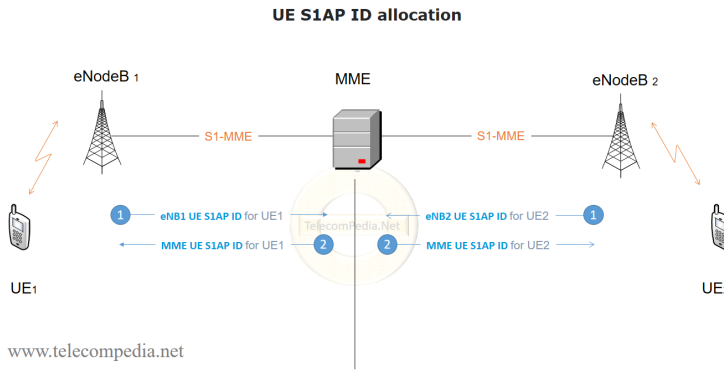 UE S1AP ID allocation
eNodeB 1
MME
eNodeB 2
S1-MME
S1-MME
1 eNB1 UE S1AP ID for UE1
eNB2 UE S1AP ID for UE2 1
TelecomPedia.Net
MME UE S1AP ID for UE1 2
2 MME UE S1AP ID for UE2
UE1
UE
www.telecompedia.net